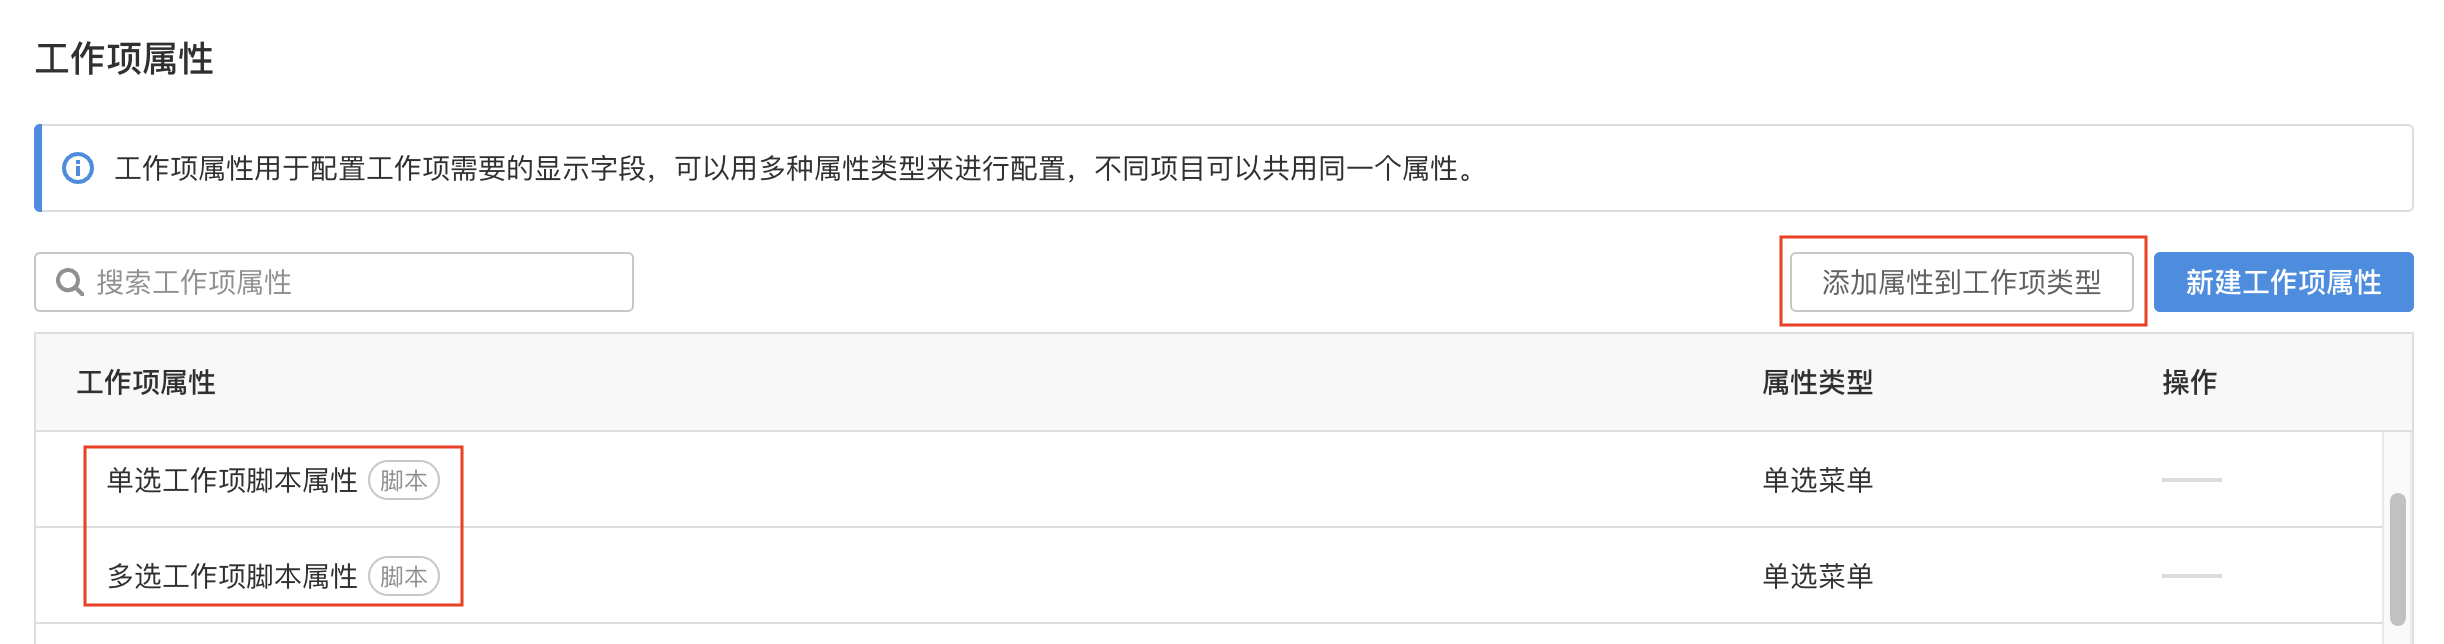 工作项属性
工作项属性用于配置工作项需要的显示字段，可以用多种属性类型来进行配置，不同项目可以共用同一个属性。
搜索工作项属性
添加属性到工作项类型
新建工作项属性
工作项属性 属性类型 操作
单选工作项脚本属性 脚本 单选菜单
多选工作项脚本属性 脚本 单选菜单